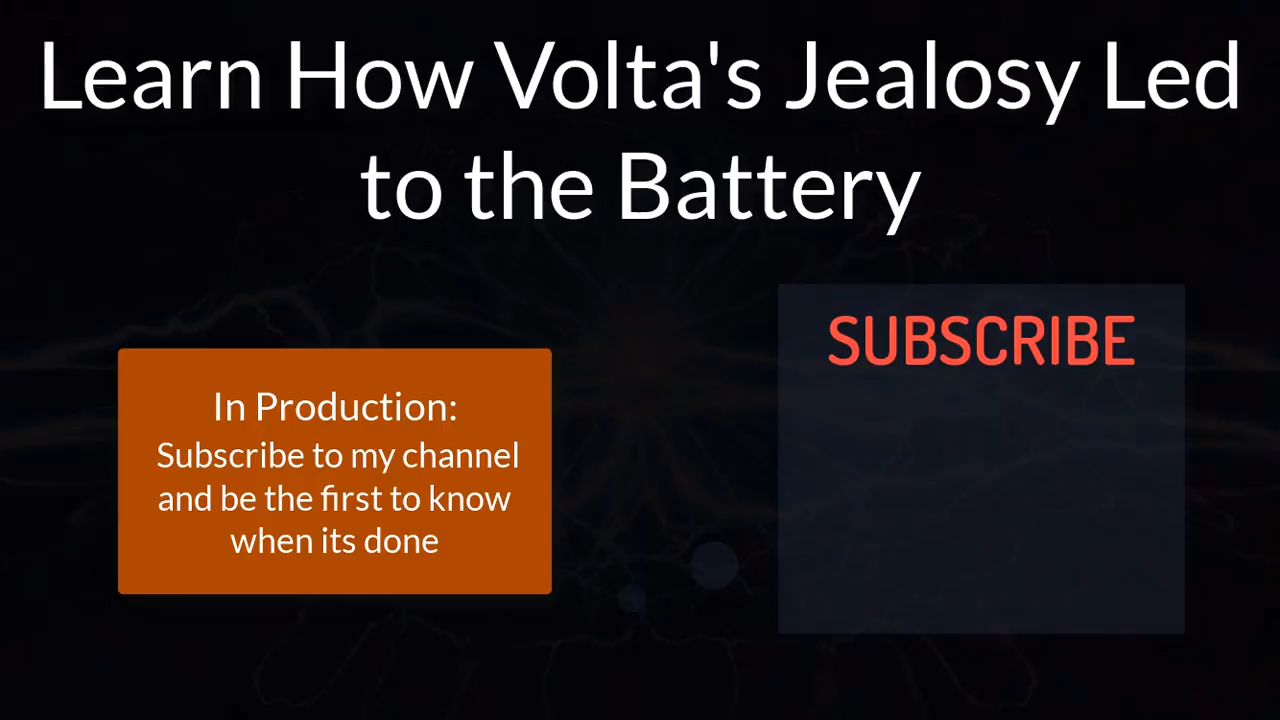 Learn How Volta's Jealosy Led
to the Battery
In Production:
Subscribe to my channel
and be the first to know
when its done
SUBSCRIBE